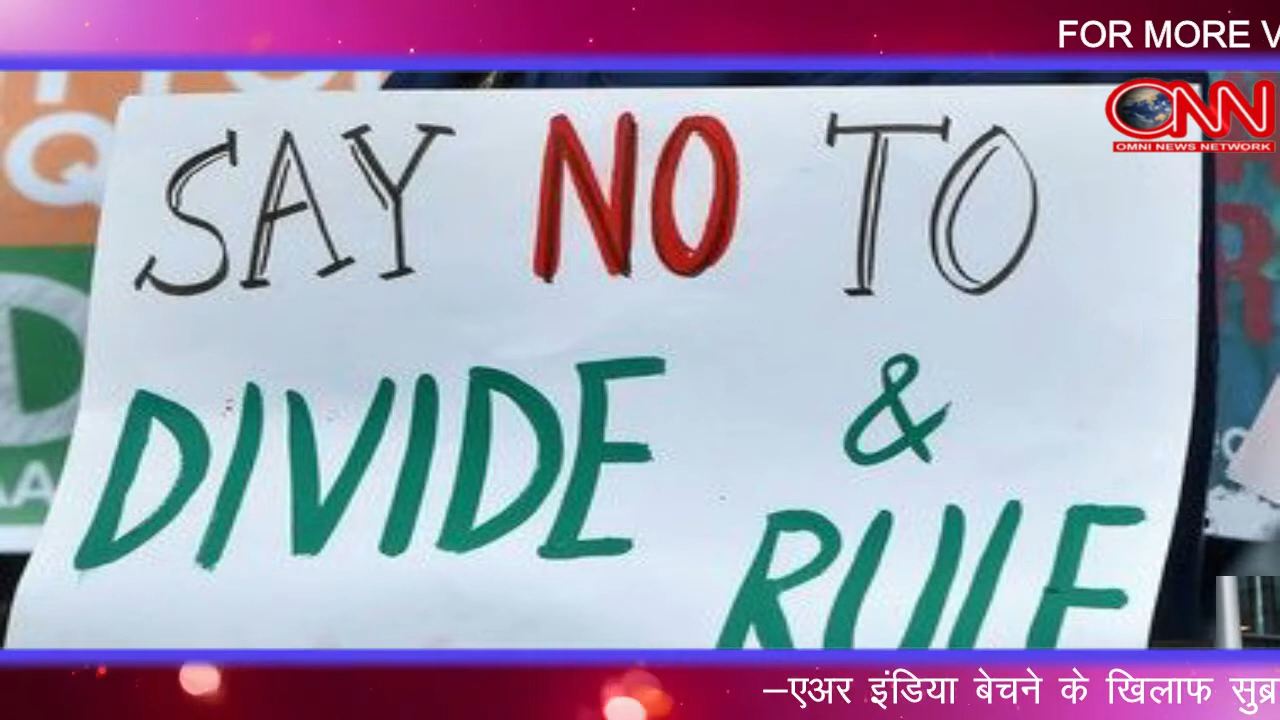 FOR MORE
ONN
OMNI NEWS NETWORK
SAY NO TO
DIVIDE &
RULE
–एअर इंडिया बेचने के खिलाफ